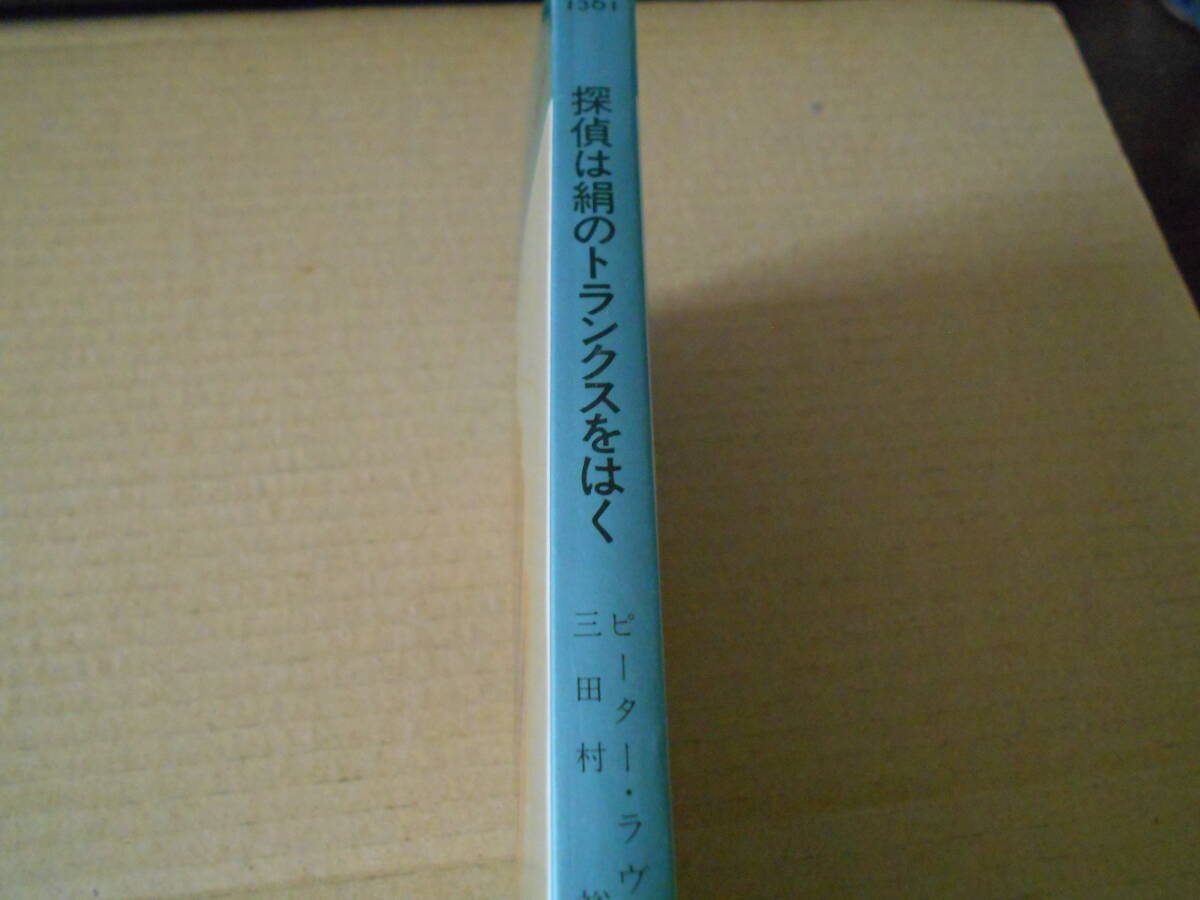 1361
探偵は絹のトランクスをはく
ピーター・ラヴ
三田村